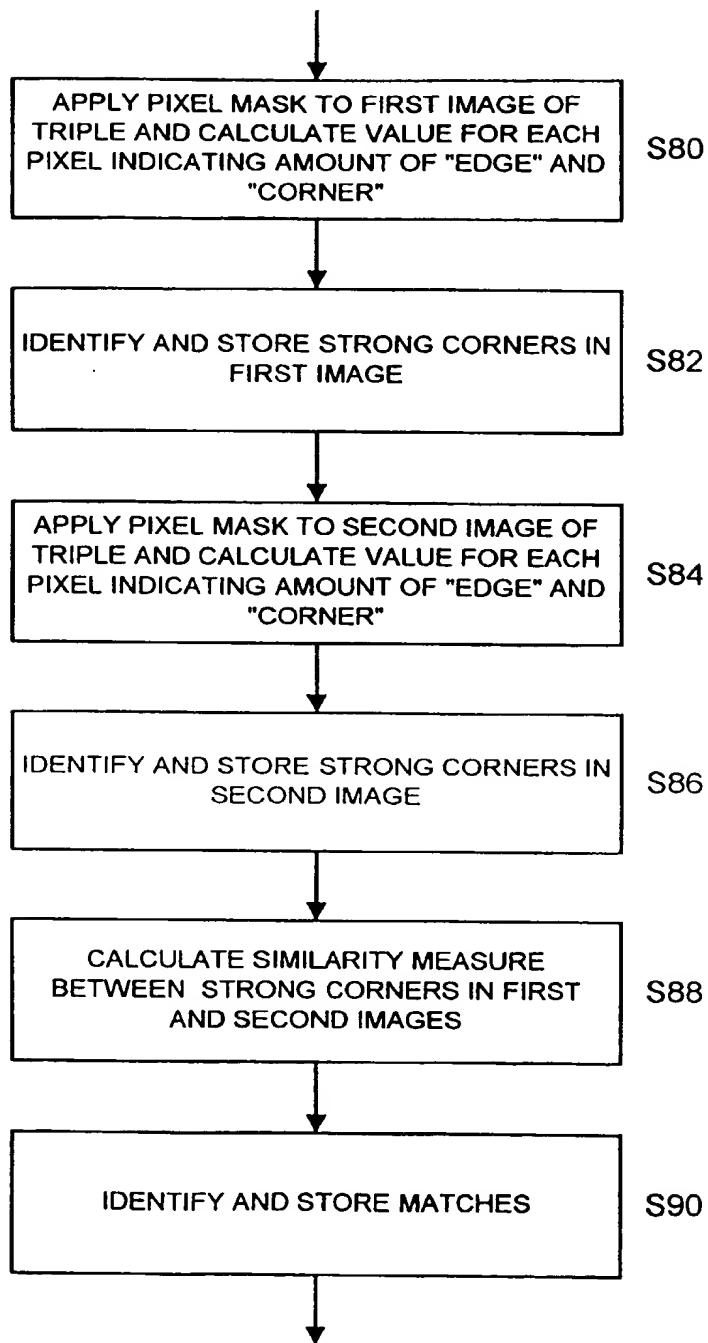 APPLY PIXEL MASK TO FIRST IMAGE OF
TRIPLE AND CALCULATE VALUE FOR EACH
PIXEL INDICATING AMOUNT OF "EDGE" AND
"CORNER"
S80
IDENTIFY AND STORE STRONG CORNERS IN
FIRST IMAGE
S82
APPLY PIXEL MASK TO SECOND IMAGE OF
TRIPLE AND CALCULATE VALUE FOR EACH
PIXEL INDICATING AMOUNT OF "EDGE" AND
"CORNER"
S84
IDENTIFY AND STORE STRONG CORNERS IN
SECOND IMAGE
S86
CALCULATE SIMILARITY MEASURE
BETWEEN STRONG CORNERS IN FIRST
AND SECOND IMAGES
S88
IDENTIFY AND STORE MATCHES
S90